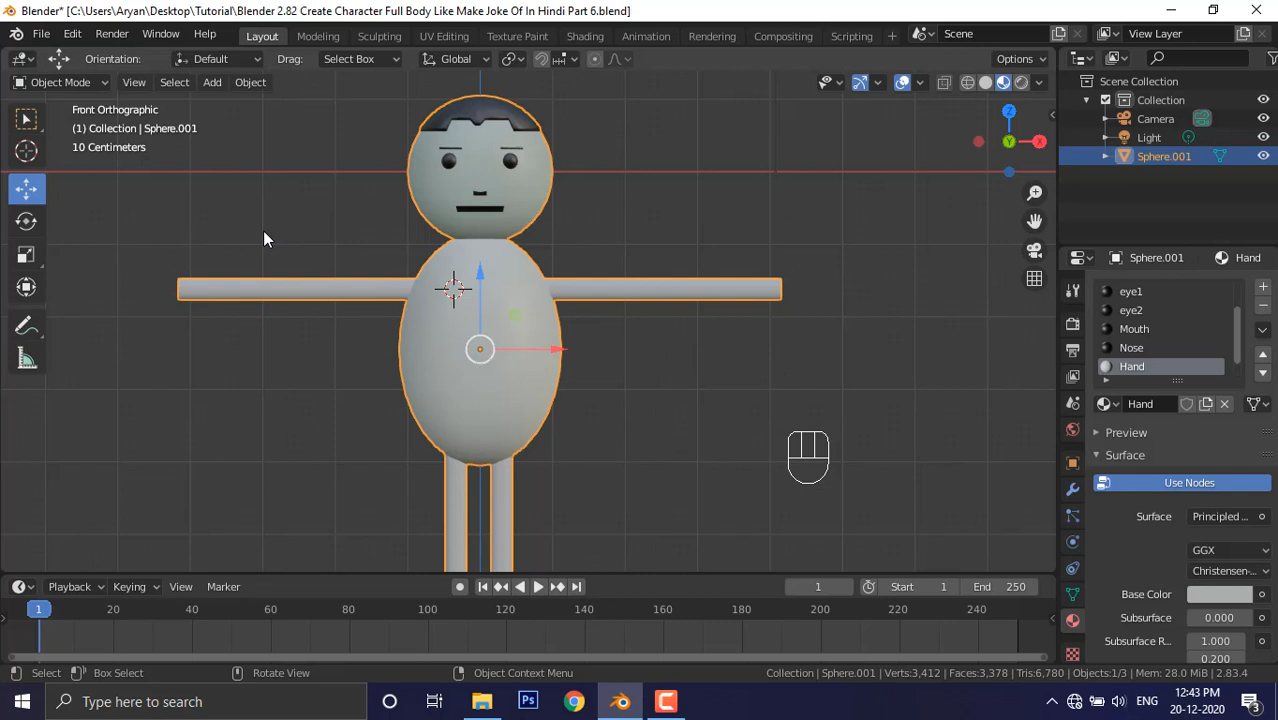 Blender* [C:\Users\Aryan\Desktop\Tutorial\Blender 2.82 Create Character Full Body Like Make Joke Of In Hindi Part 6.blend]
File Edit Render Window Help Layout Modeling Sculpting UV Editing Texture Paint Shading Animation Rendering Compositing Scripting + Scene View Layer
Orientation: Default Drag: Select Box Global Options
Object Mode View Select Add Object
Front Orthographic
(1) Collection | Sphere.001
10 Centimeters
Z
Y
X
Scene Collection
Collection
Camera
Light
Sphere.001
Sphere.001 Hand
eye1
eye2
Mouth
Nose
Hand
Hand
Preview
Surface
Use Nodes
Surface Principled ...
GGX
Christensen-...
Base Color
Subsurface 0.000
Subsurface R... 1.000
0.200
Playback Keying View Marker 1 Start 1 End 250
1 20 40 60 80 100 120 140 160 180 200 220 240
Select Box Select Rotate View Object Context Menu Collection | Sphere.001 | Verts:3,412 | Faces:3,378 | Tris:6,780 | Objects:1/3 | Mem: 28.0 MiB | 2.83.4
Type here to search Ps ENG 12:43 PM
20-12-2020 3